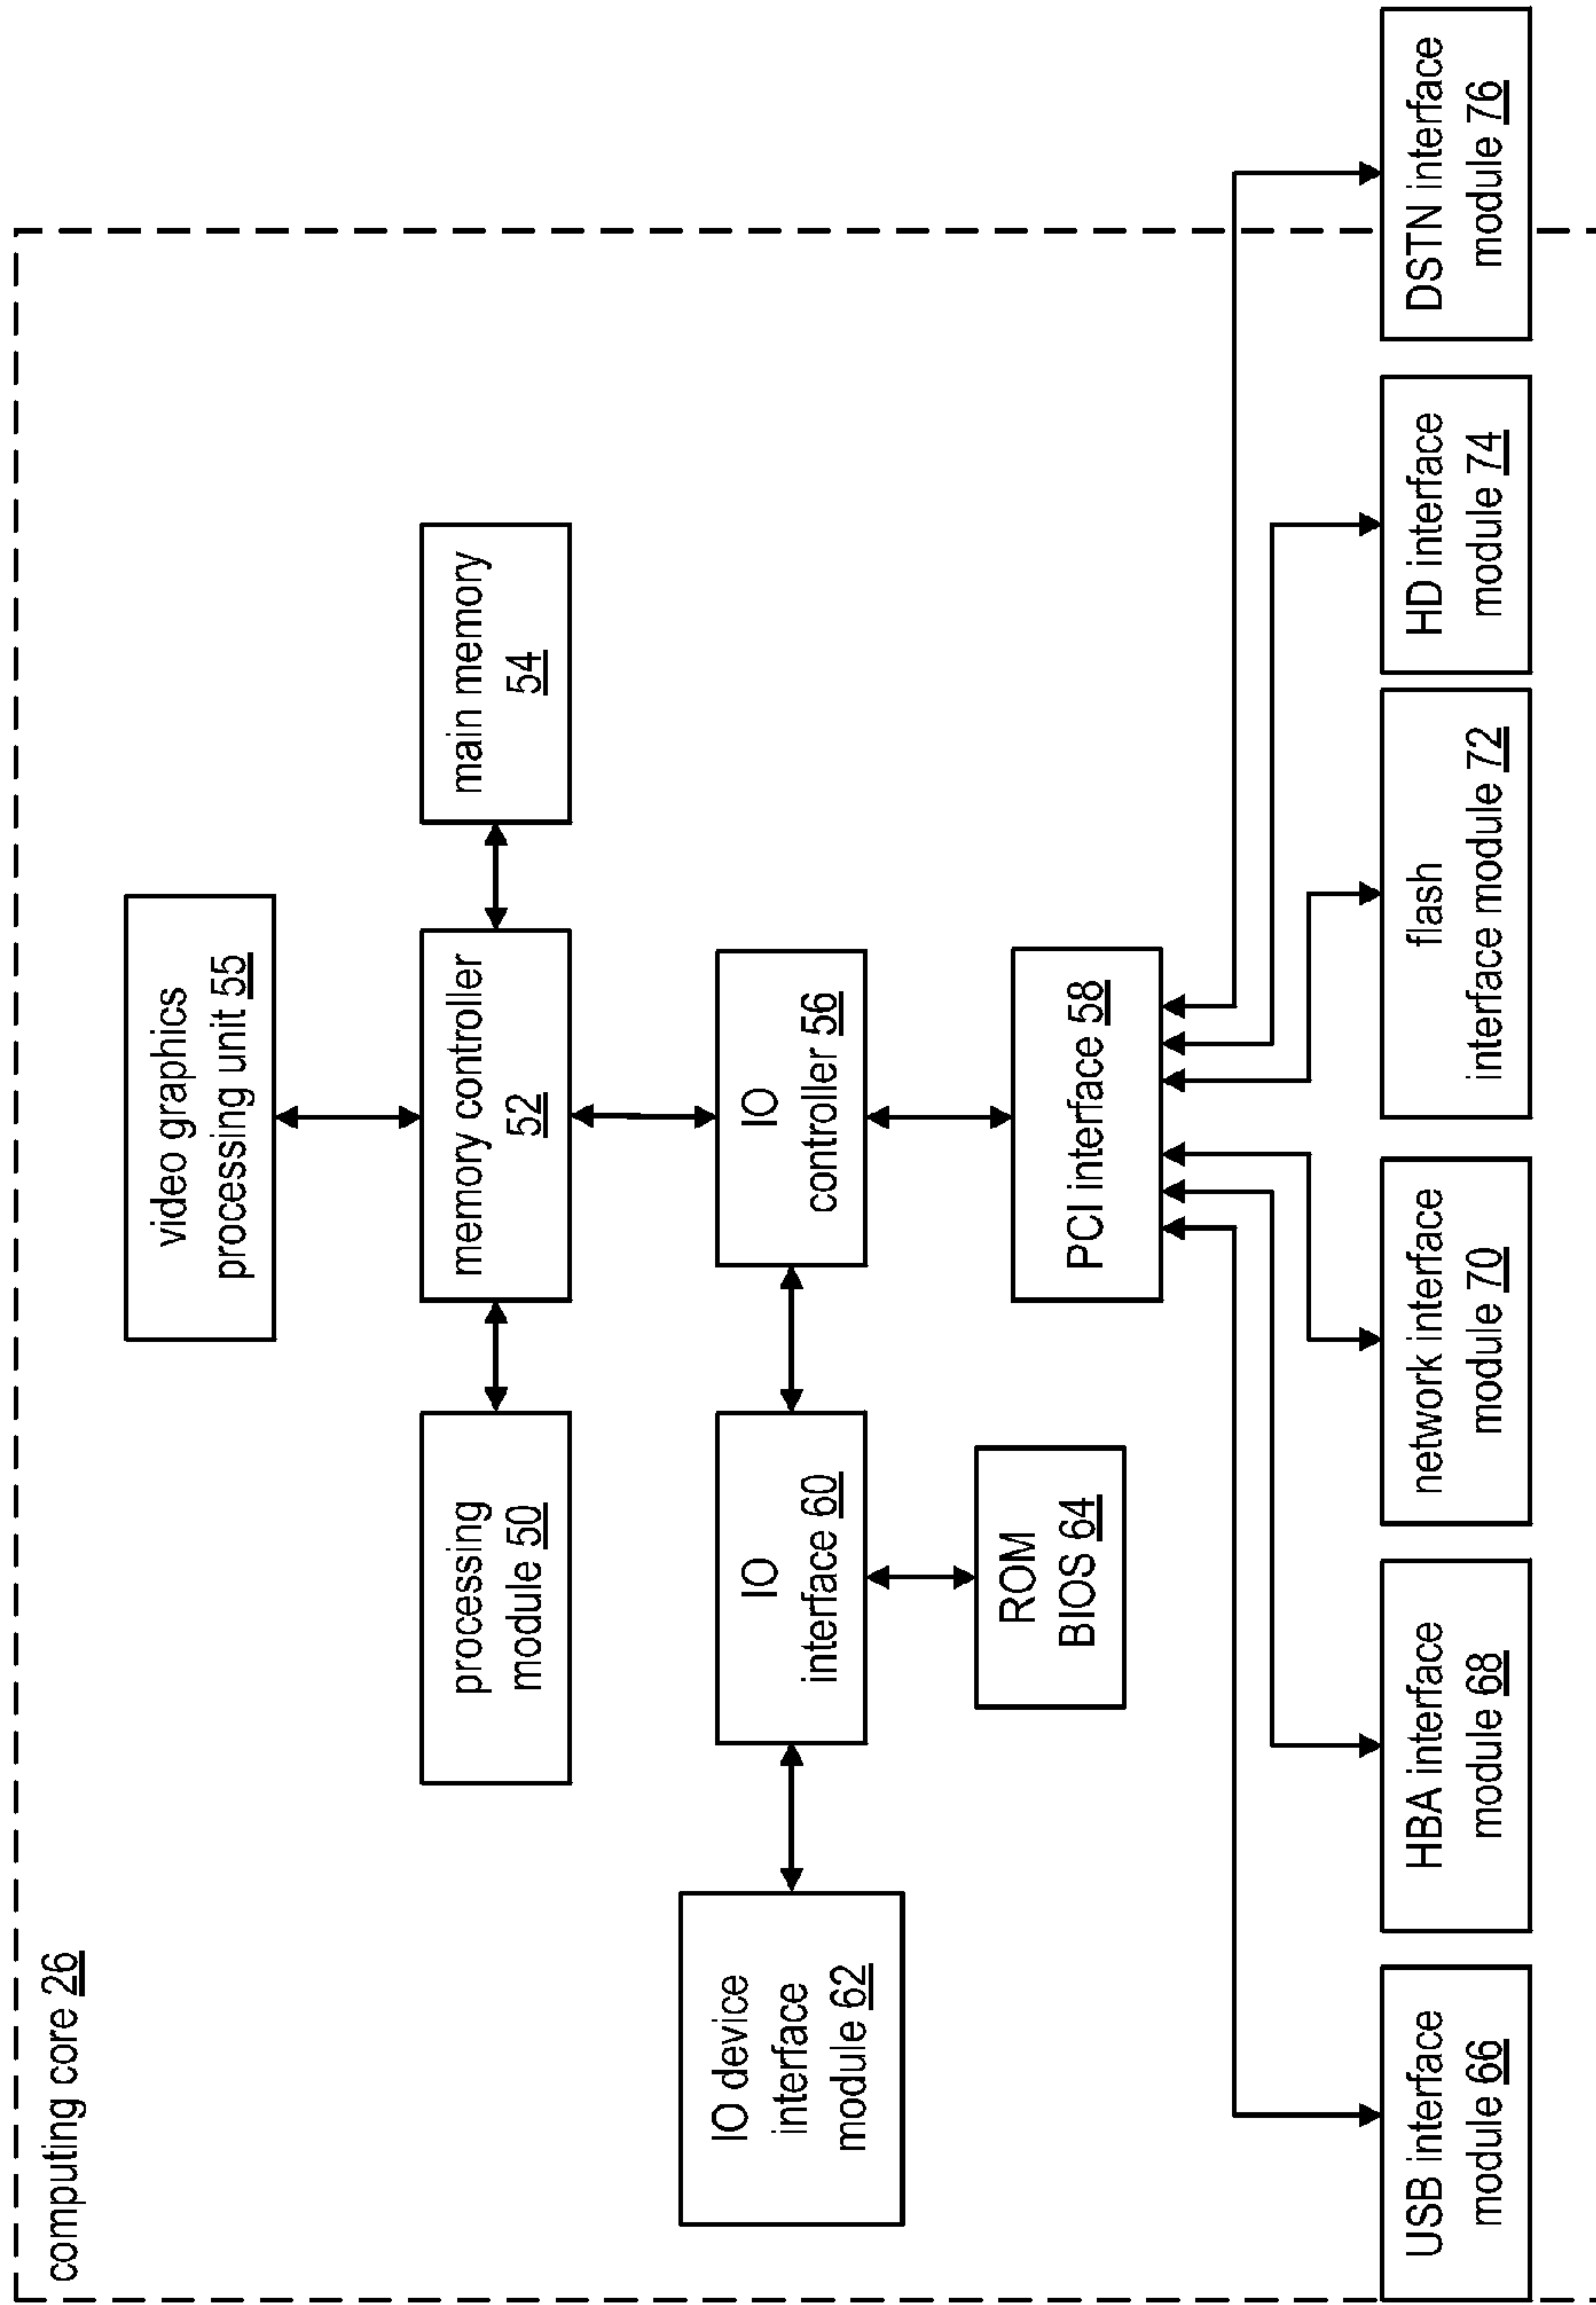 computing core 26
video graphics
processing unit 55
processing
module 50
memory controller
52
main memory
54
IO device
interface
module 62
IO
interface 60
IO
controller 56
ROM
BIOS 64
PCI interface 58
USB interface
module 66
HBA interface
module 68
network interface
module 70
flash
interface module 72
HD interface
module 74
DSTN interface
module 76